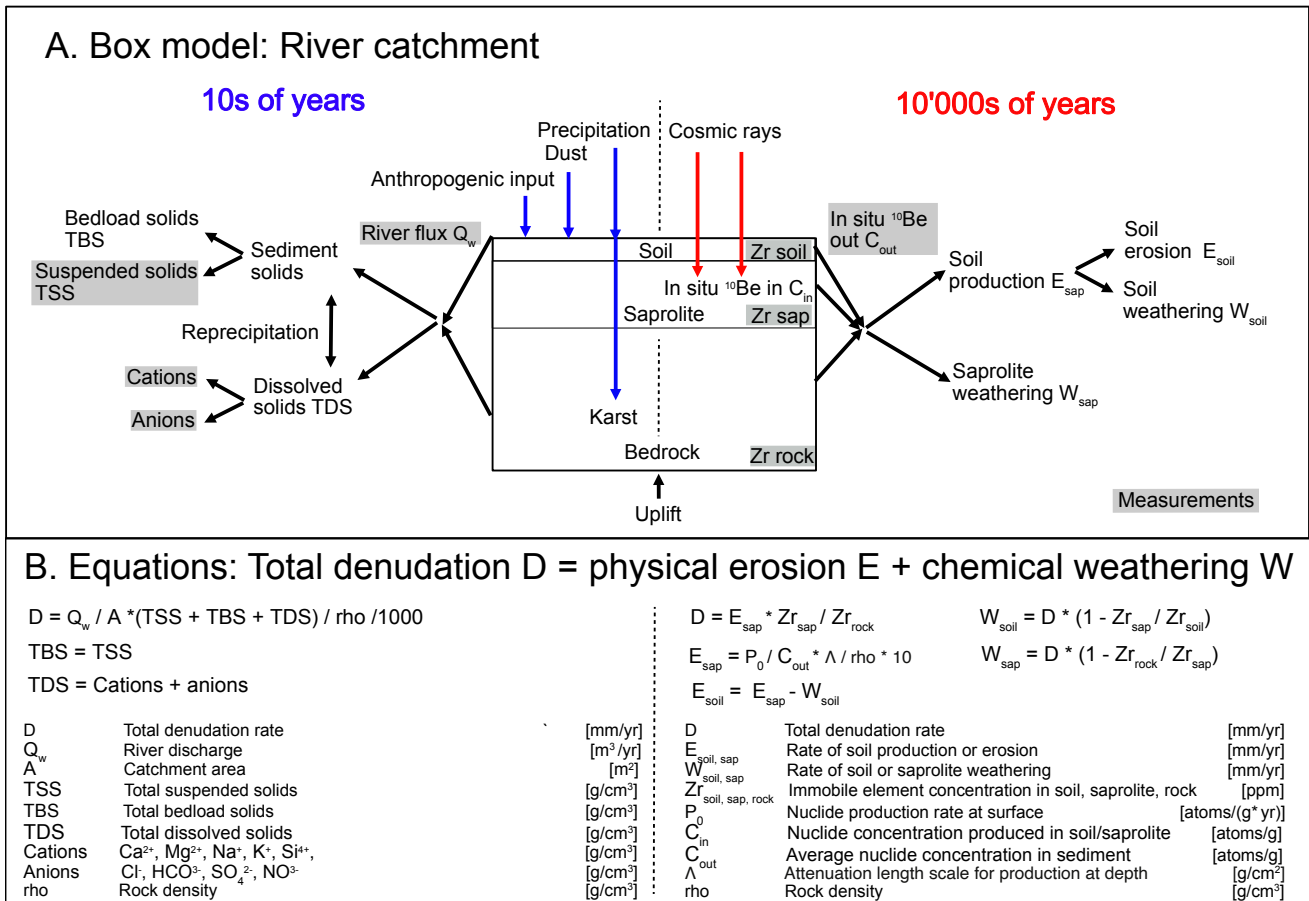 A. Box model: River catchment
10s of years
10'000s of years
Precipitation
Dust
Cosmic rays
Anthropogenic input
Bedload solids
TBS
Suspended solids
TSS
Sediment
solids
River flux Q_w
Reprecipitation
Cations
Anions
Dissolved
solids TDS
Soil
Zr soil
In situ ¹⁰Be in C_in
Saprolite
Zr sap
Karst
Bedrock
Zr rock
Uplift
In situ ¹⁰Be
out C_out
Soil
production E_sap
Soil
erosion E_soil
Soil
weathering W_soil
Saprolite
weathering W_sap
Measurements
B. Equations: Total denudation D = physical erosion E + chemical weathering W
D = Q_w / A *(TSS + TBS + TDS) / rho /1000
TBS = TSS
TDS = Cations + anions
D Total denudation rate ` [mm/yr]
Q_w River discharge [m³/yr]
A Catchment area [m²]
TSS Total suspended solids [g/cm³]
TBS Total bedload solids [g/cm³]
TDS Total dissolved solids [g/cm³]
Cations Ca²⁺, Mg²⁺, Na⁺, K⁺, Si⁴⁺, [g/cm³]
Anions Cl⁻, HCO³⁻, SO₄²⁻, NO³⁻ [g/cm³]
rho Rock density [g/cm³]
D = E_sap * Zr_sap / Zr_rock
E_sap = P_0 / C_out * Λ / rho * 10
E_soil = E_sap - W_soil
W_soil = D * (1 - Zr_sap / Zr_soil)
W_sap = D * (1 - Zr_rock / Zr_sap)
D Total denudation rate [mm/yr]
E_soil, sap Rate of soil production or erosion [mm/yr]
W_soil, sap Rate of soil or saprolite weathering [mm/yr]
Zr_soil, sap, rock Immobile element concentration in soil, saprolite, rock [ppm]
P_0 Nuclide production rate at surface [atoms/(g*yr)]
C_in Nuclide concentration produced in soil/saprolite [atoms/g]
C_out Average nuclide concentration in sediment [atoms/g]
Λ Attenuation length scale for production at depth [g/cm²]
rho Rock density [g/cm³]